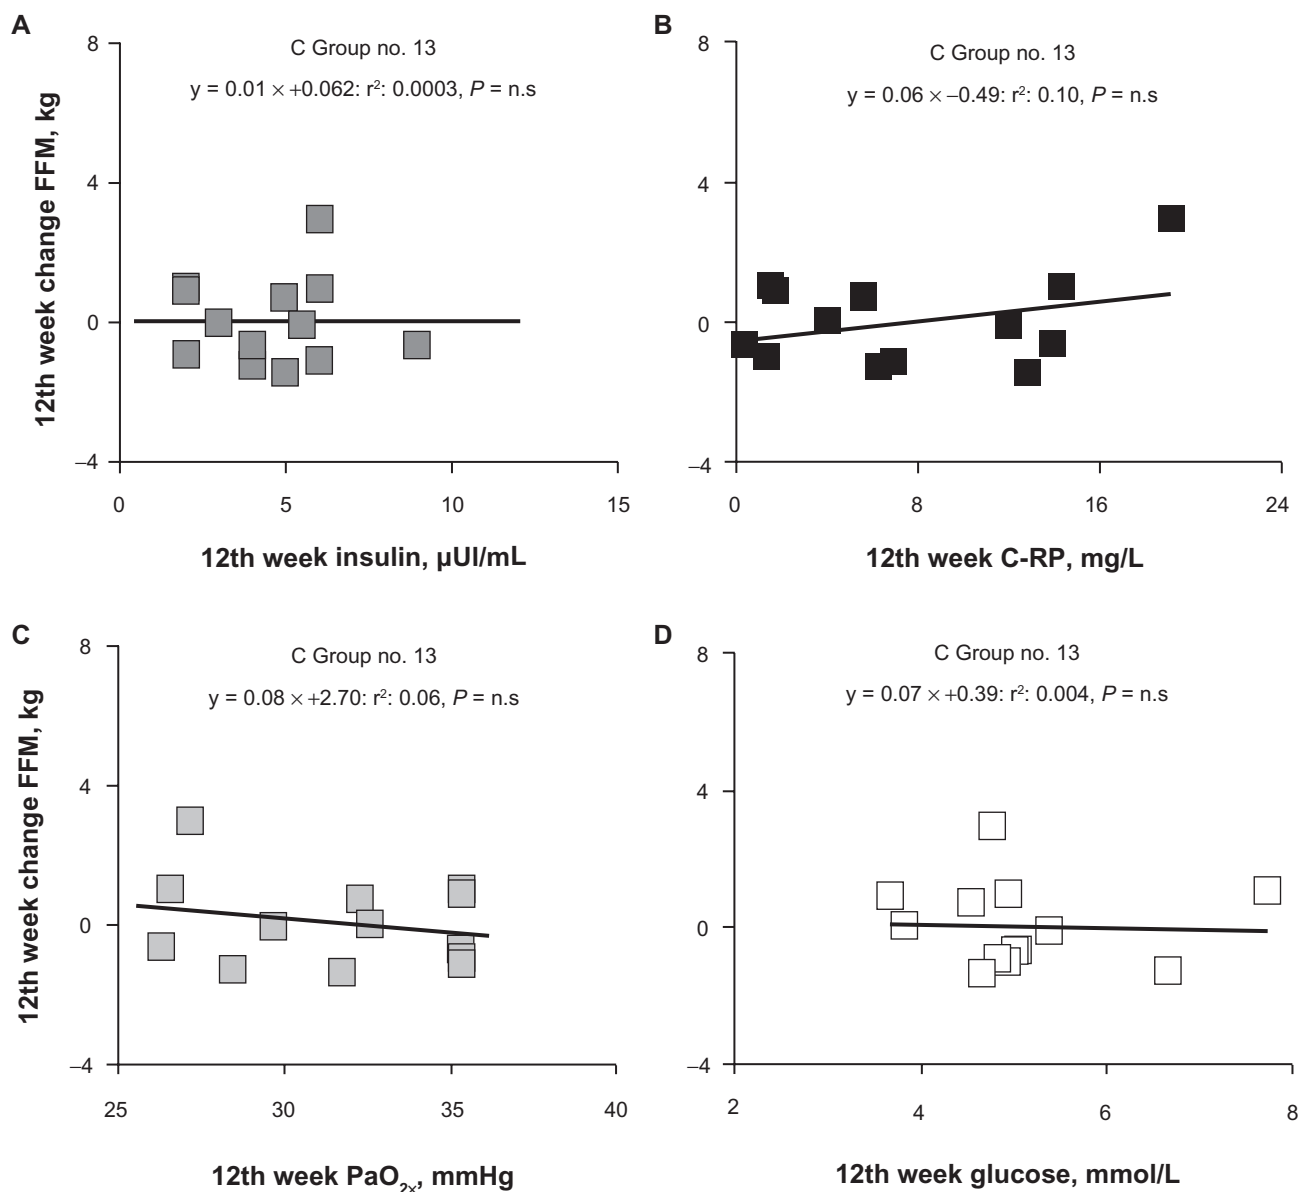 A
C Group no. 13
y = 0.01 × +0.062: r²: 0.0003, P = n.s
12th week change FFM, kg
8
4
0
–4
0 5 10 15
12th week insulin, µUI/mL
B
C Group no. 13
y = 0.06 × –0.49: r²: 0.10, P = n.s
8
4
0
–4
0 8 16 24
12th week C-RP, mg/L
C
C Group no. 13
y = 0.08 × +2.70: r²: 0.06, P = n.s
12th week change FFM, kg
8
4
0
–4
25 30 35 40
12th week PaO₂ₓ, mmHg
D
C Group no. 13
y = 0.07 × +0.39: r²: 0.004, P = n.s
8
4
0
–4
2 4 6 8
12th week glucose, mmol/L